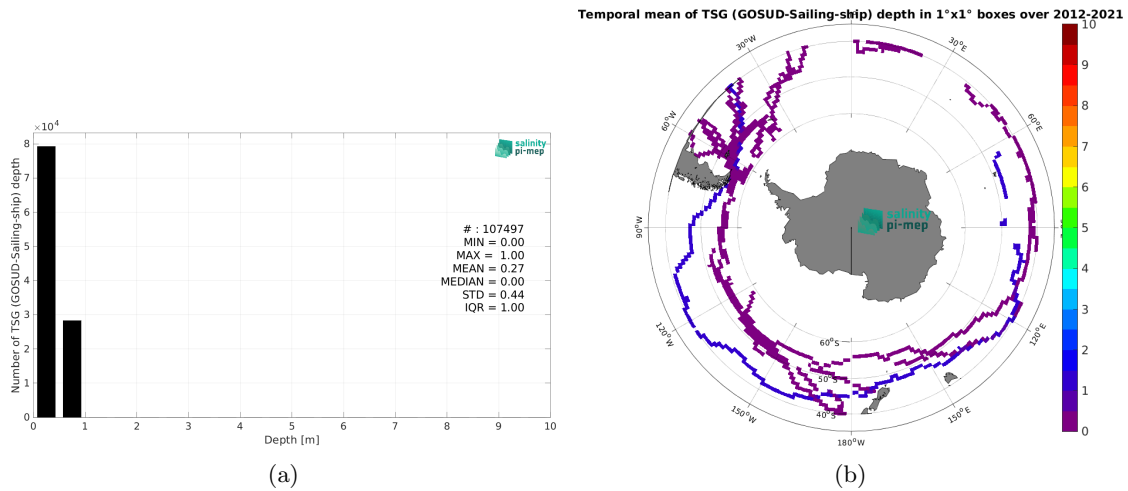 Temporal mean of TSG (GOSUD-Sailing-ship) depth in 1°x1° boxes over 2012-2021
×10⁴
8
7
6
5
4
3
2
1
0
Number of TSG (GOSUD-Sailing-ship) depth
salinity
pi-mep
# : 107497
MIN = 0.00
MAX = 1.00
MEAN = 0.27
MEDIAN = 0.00
STD = 0.44
IQR = 1.00
0 1 2 3 4 5 6 7 8 9 10
Depth [m]
(a)
30°W
30°E
60°W
60°E
90°W
120°W
120°E
150°W
150°E
180°W
60°S
50°S
40°S
salinity
pi-mep
10
9
8
7
6
5
4
3
2
1
0
(b)